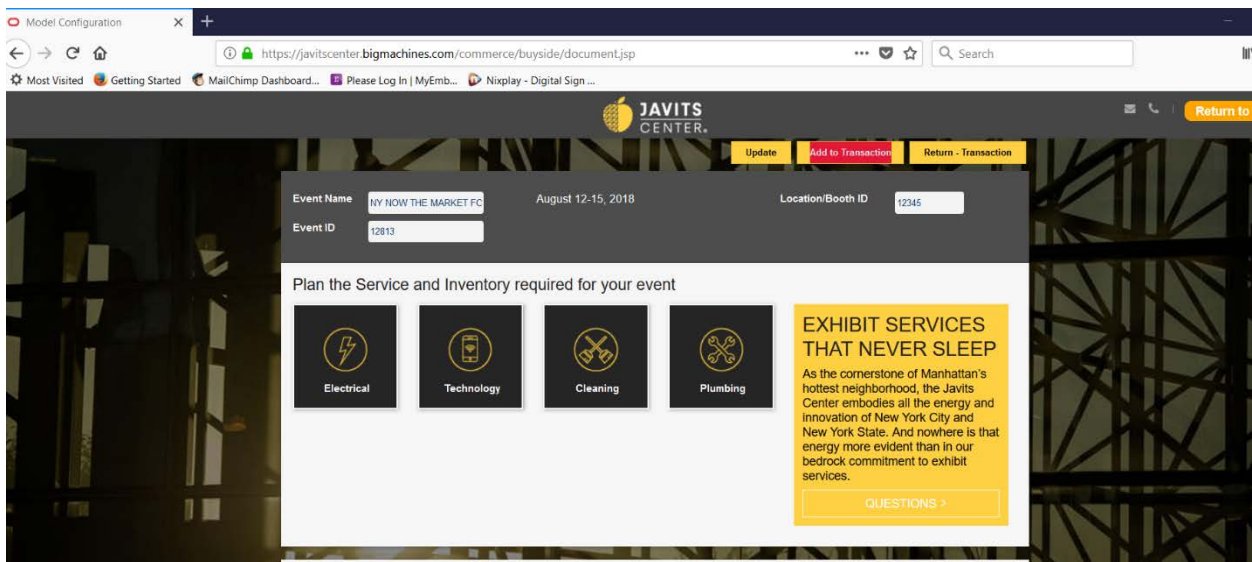 Model Configuration
https://javitscenter.bigmachines.com/commerce/buyside/document.jsp
Search
Most Visited Getting Started MailChimp Dashboard... Please Log In | MyEmb... Nixplay - Digital Sign ...
JAVITS
CENTER.
Return to
Update Add to Transaction Return - Transaction
Event Name NY NOW THE MARKET FC August 12-15, 2018 Location/Booth ID 12345
Event ID 12813
Plan the Service and Inventory required for your event
Electrical Technology Cleaning Plumbing
EXHIBIT SERVICES
THAT NEVER SLEEP
As the cornerstone of Manhattan's
hottest neighborhood, the Javits
Center embodies all the energy and
innovation of New York City and
New York State. And nowhere is that
energy more evident than in our
bedrock commitment to exhibit
services.
QUESTIONS >